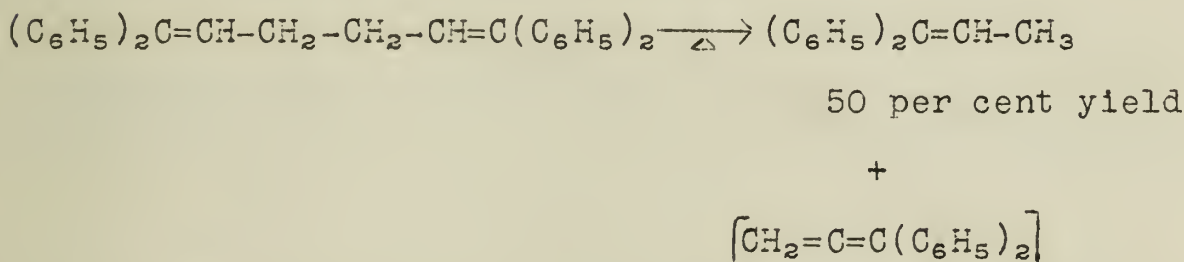 (C₆H₅)₂C=CH-CH₂-CH₂-CH=C(C₆H₅)₂ ⟶ (C₆H₅)₂C=CH-CH₃
△
50 per cent yield
+
[CH₂=C=C(C₆H₅)₂]